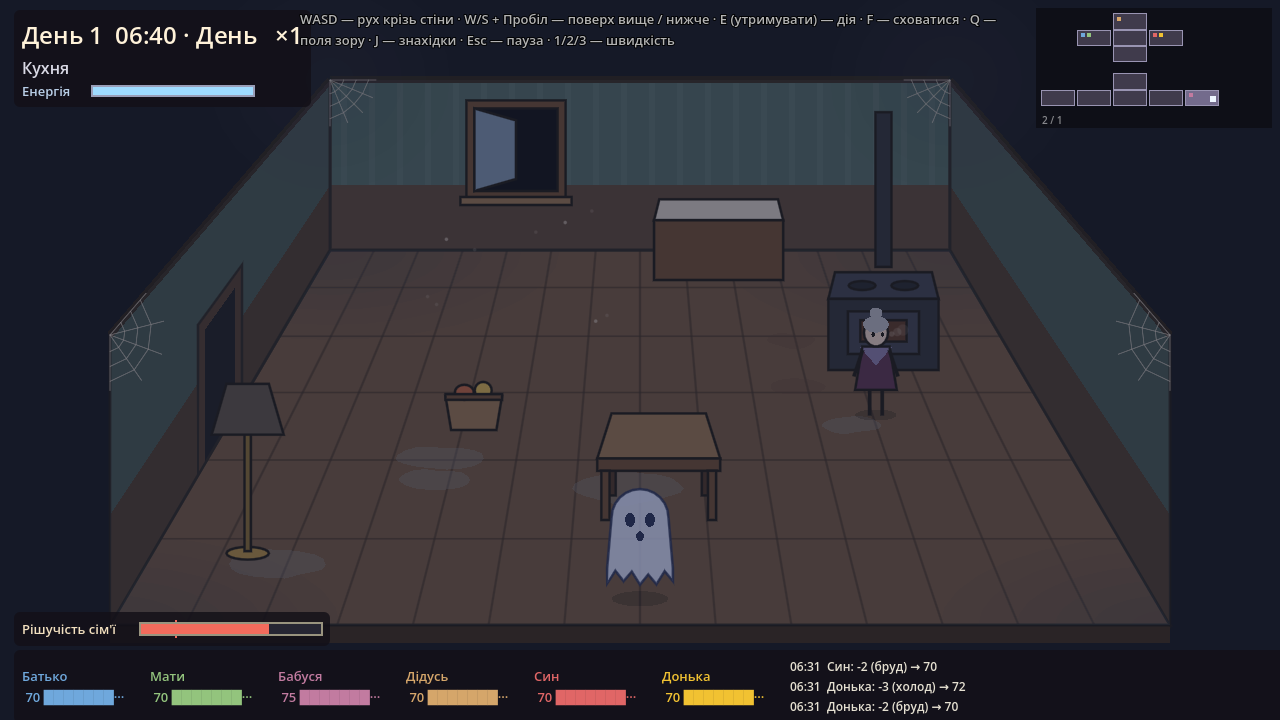 День 1 06:40 · День ×1
Кухня
Енергія
WASD — рух крізь стіни · W/S + Пробіл — поверх вище / нижче · E (утримувати) — дія · F — сховатися · Q —
поля зору · J — знахідки · Esc — пауза · 1/2/3 — швидкість
2 / 1
Рішучість сім'ї
Батько
70
Мати
70
Бабуся
75
Дідусь
70
Син
70
Донька
70
06:31 Син: -2 (бруд) → 70
06:31 Донька: -3 (холод) → 72
06:31 Донька: -2 (бруд) → 70